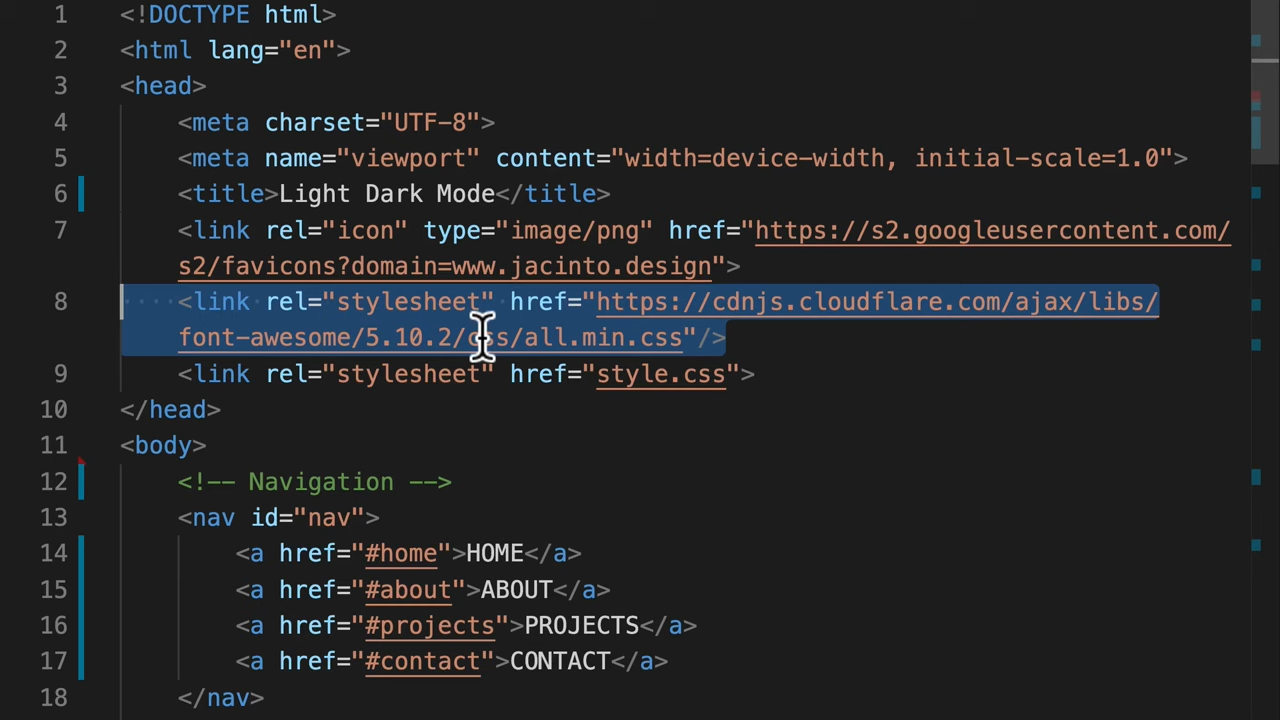 1 <!DOCTYPE html>
2 <html lang="en">
3 <head>
4 <meta charset="UTF-8">
5 <meta name="viewport" content="width=device-width, initial-scale=1.0">
6 <title>Light Dark Mode</title>
7 <link rel="icon" type="image/png" href="https://s2.googleusercontent.com/
s2/favicons?domain=www.jacinto.design">
8 <link rel="stylesheet" href="https://cdnjs.cloudflare.com/ajax/libs/
font-awesome/5.10.2/css/all.min.css"/>
9 <link rel="stylesheet" href="style.css">
10 </head>
11 <body>
12 <!-- Navigation -->
13 <nav id="nav">
14 <a href="#home">HOME</a>
15 <a href="#about">ABOUT</a>
16 <a href="#projects">PROJECTS</a>
17 <a href="#contact">CONTACT</a>
18 </nav>